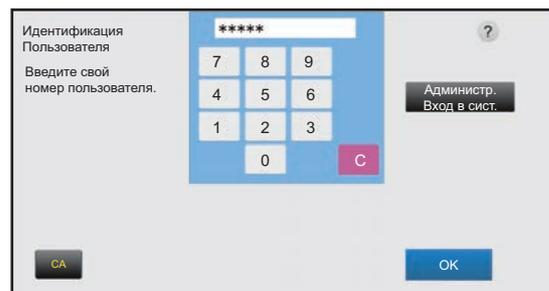 Идентификация
Пользователя
Введите свой
номер пользователя.
*****
7 8 9
4 5 6
1 2 3
0 C
?
Администр.
Вход в сист.
CA
OK